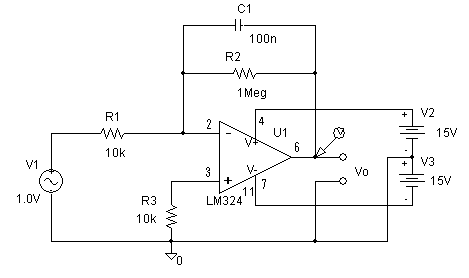 C1
100n
R2
1Meg
R1
10k
2
-
V+
4
U1
6
V
V2
+
15V
-
V1
+
1.0V
-
3
+
V-
11
7
LM324
Vo
V3
+
15V
-
R3
10k
0